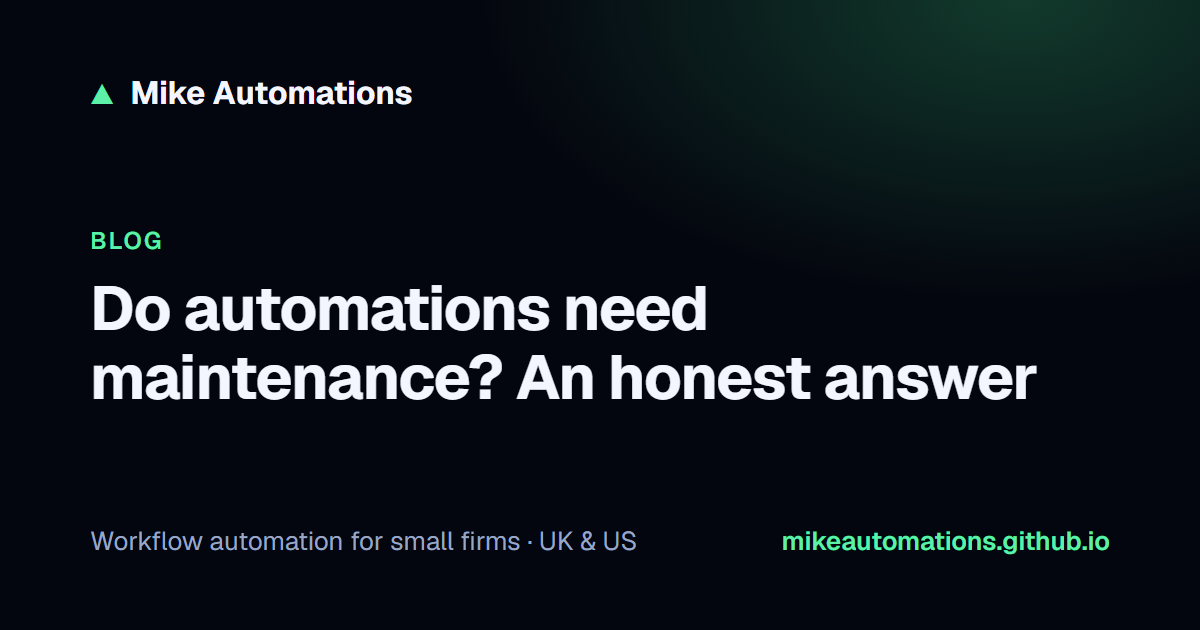 Mike Automations
BLOG
Do automations need
maintenance? An honest answer
Workflow automation for small firms · UK & US
mikeautomations.github.io